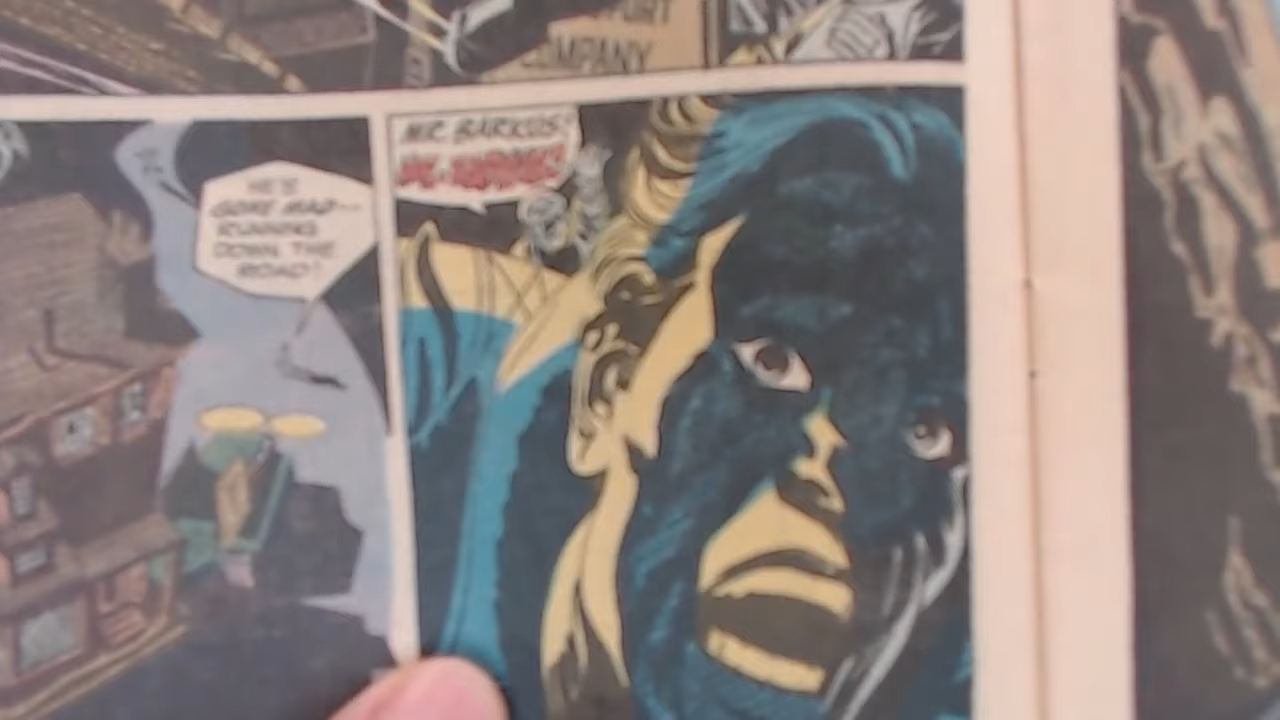 COMPANY
HE'S
GONE MAD--
RUNNING
DOWN THE
ROAD!
MR. BARKUS!